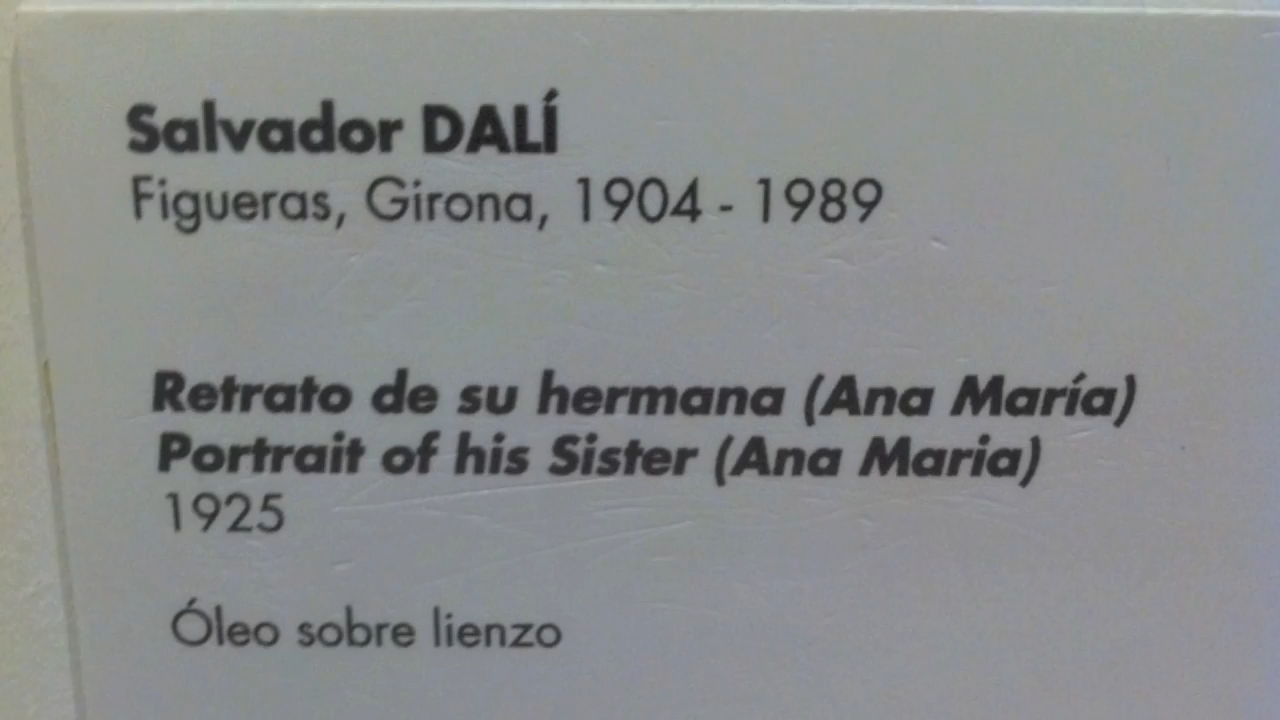 Salvador DALÍ
Figueras, Girona, 1904 - 1989
Retrato de su hermana (Ana María)
Portrait of his Sister (Ana Maria)
1925
Óleo sobre lienzo